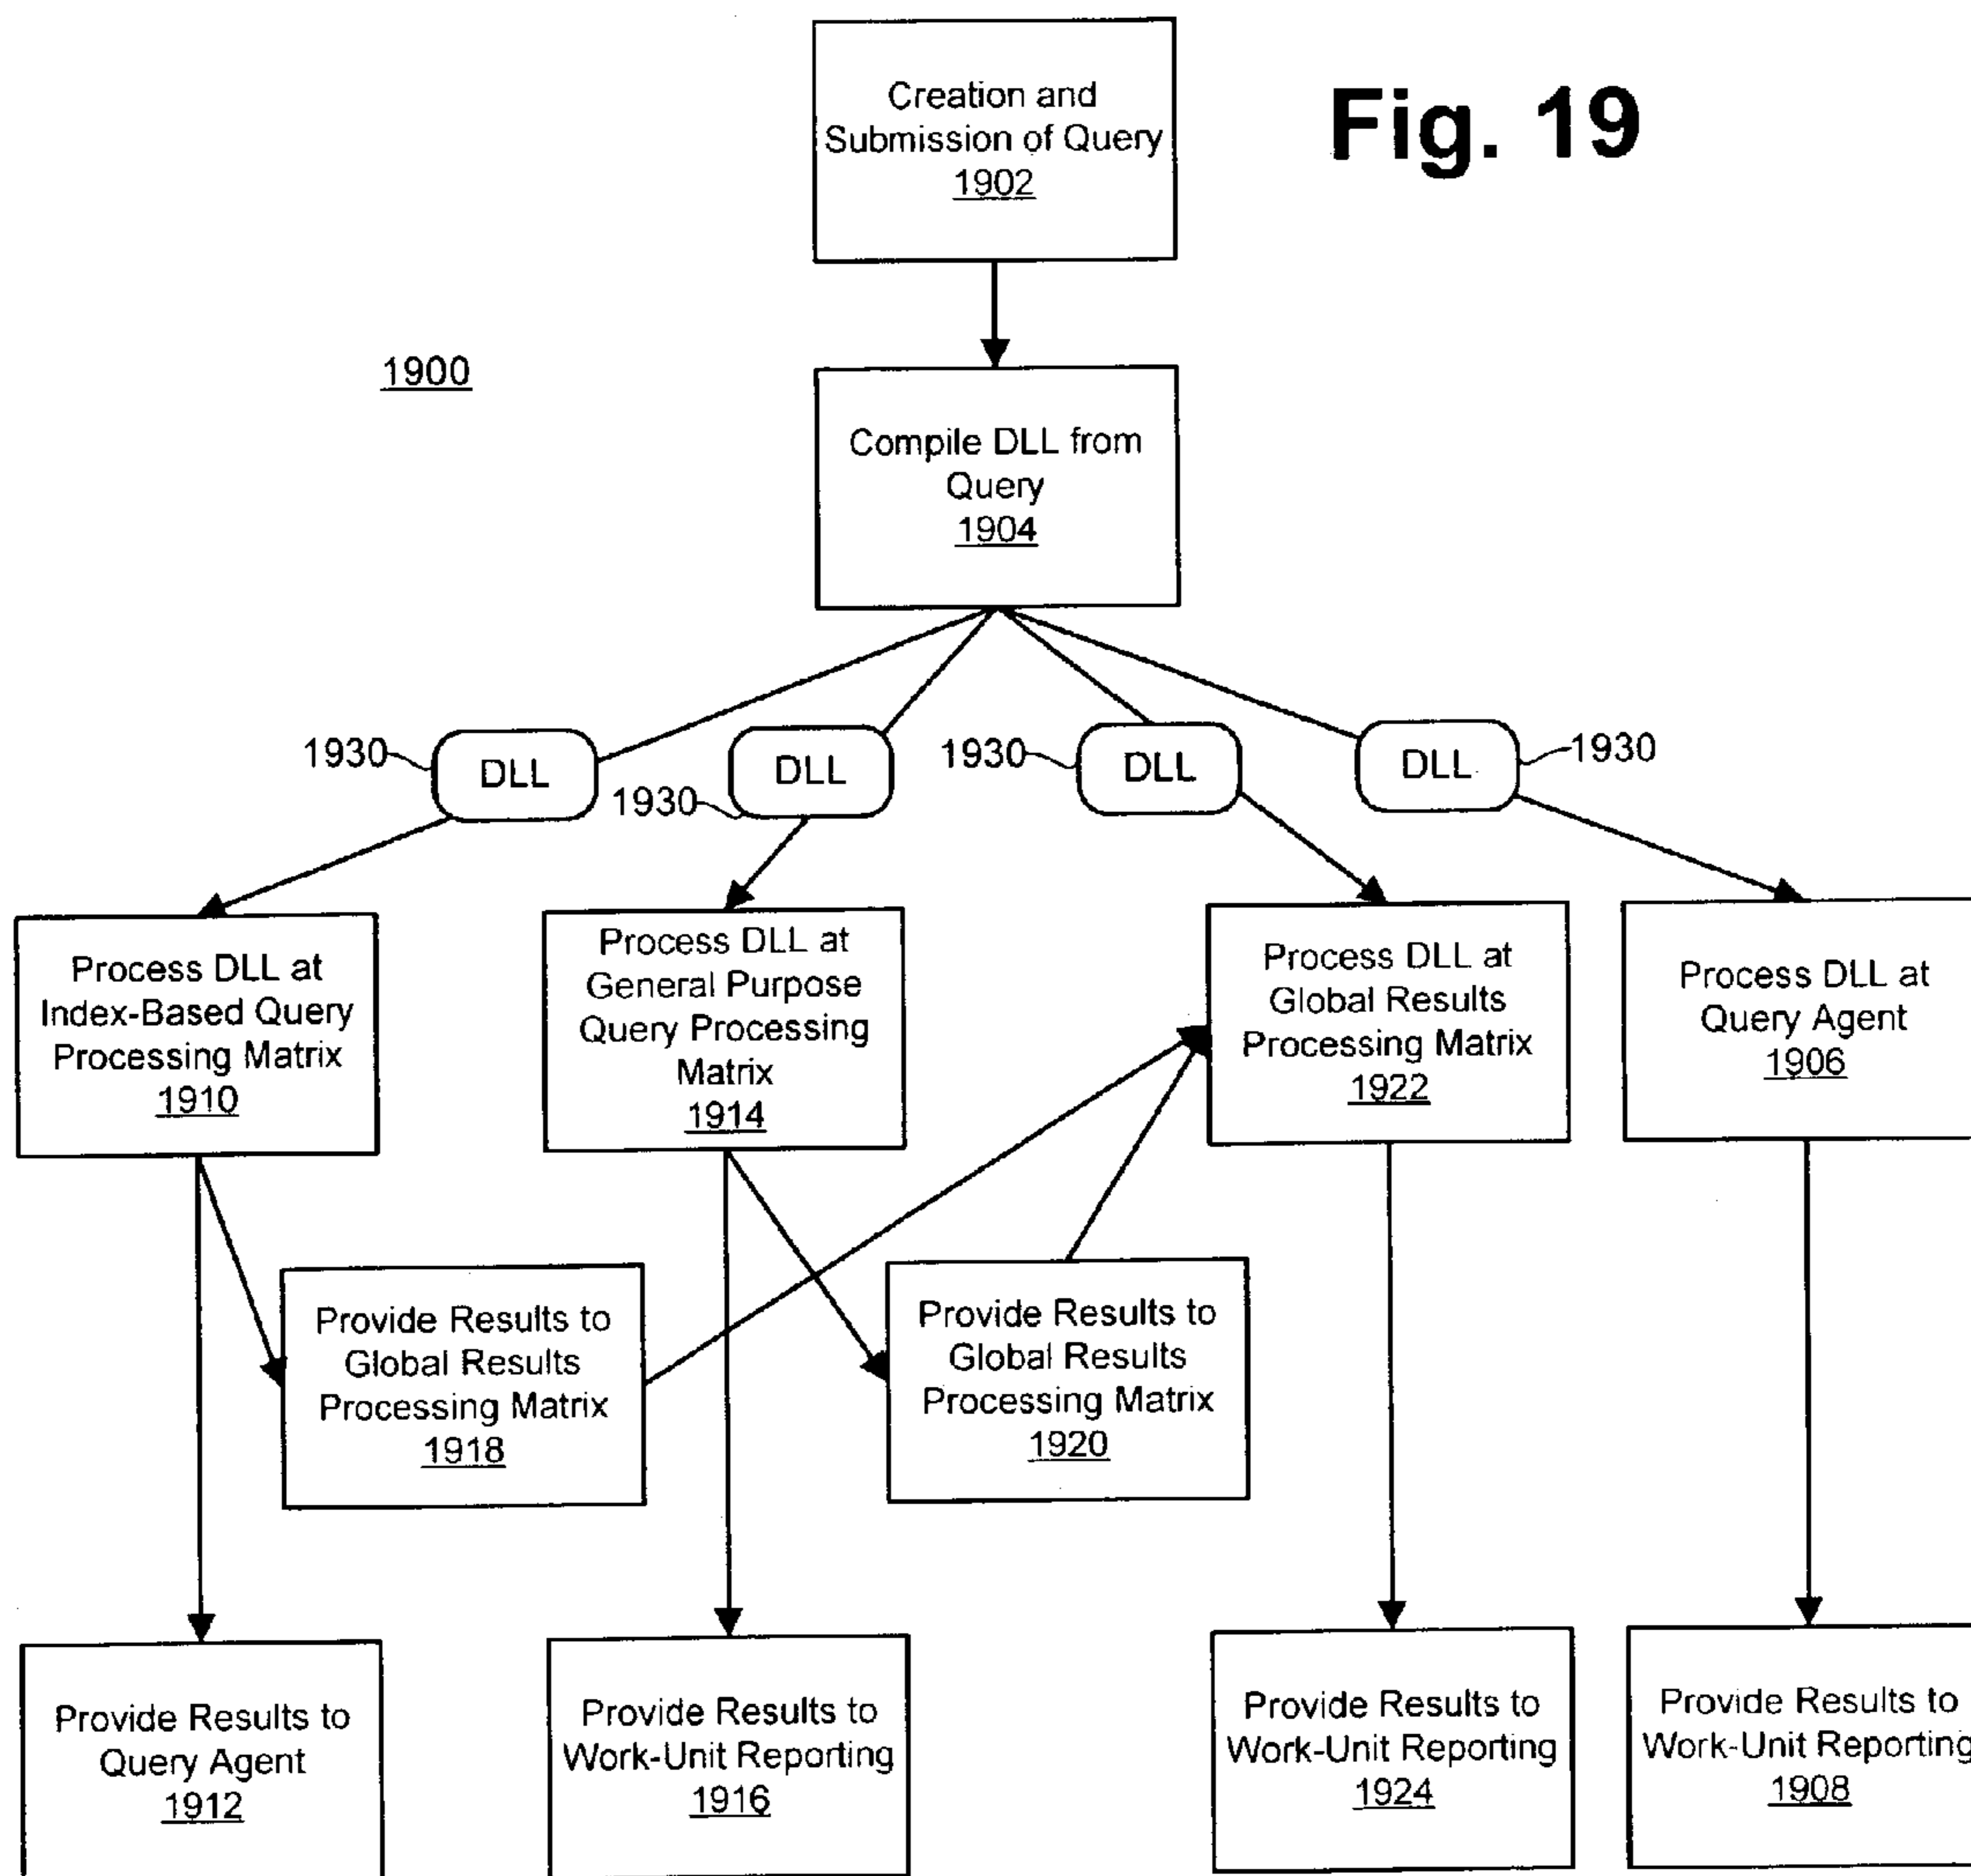 Creation and
Submission of Query
1902
Fig. 19
1900
Compile DLL from
Query
1904
1930
DLL
1930
DLL
1930
DLL
DLL
1930
Process DLL at
Index-Based Query
Processing Matrix
1910
Process DLL at
General Purpose
Query Processing
Matrix
1914
Process DLL at
Global Results
Processing Matrix
1922
Process DLL at
Query Agent
1906
Provide Results to
Global Results
Processing Matrix
1918
Provide Results to
Global Results
Processing Matrix
1920
Provide Results to
Query Agent
1912
Provide Results to
Work-Unit Reporting
1916
Provide Results to
Work-Unit Reporting
1924
Provide Results to
Work-Unit Reporting
1908